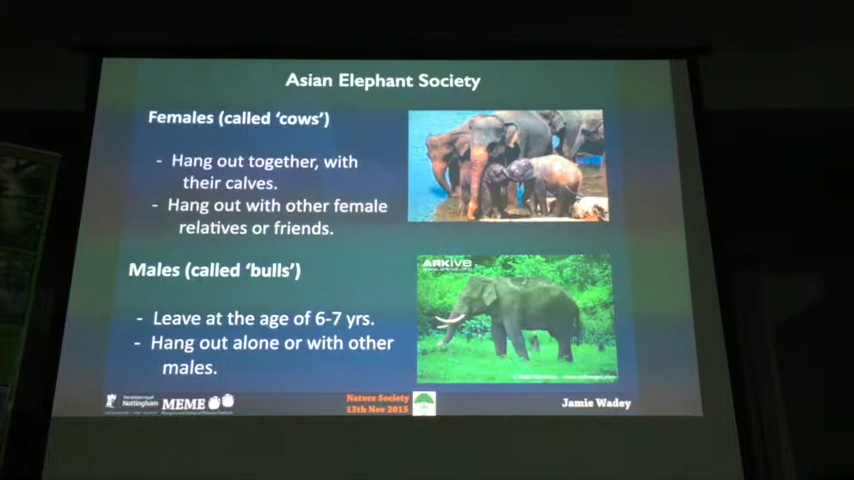 Asian Elephant Society
Females (called 'cows')
- Hang out together, with
their calves.
- Hang out with other female
relatives or friends.
Males (called 'bulls')
- Leave at the age of 6-7 yrs.
- Hang out alone or with other
males.
ARKive
Nottingham
MEME
Nature Society
13th Nov 2015
Jamie Wadey